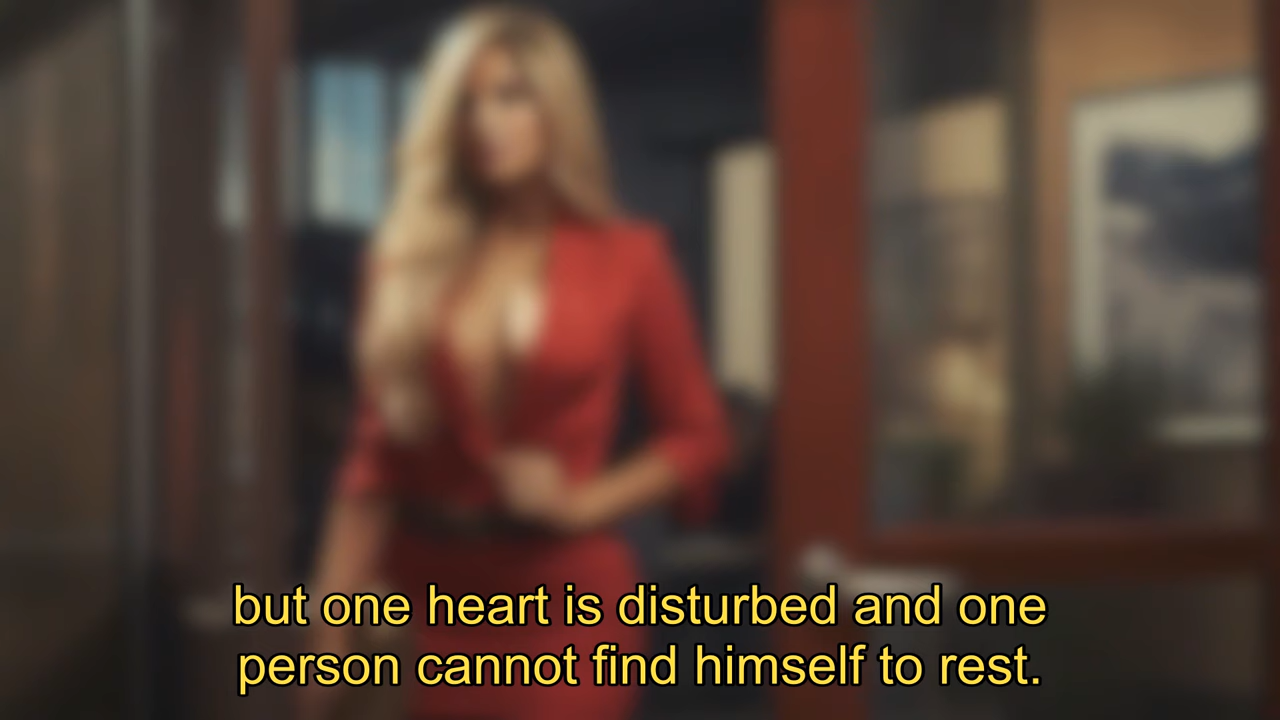 but one heart is disturbed and one
person cannot find himself to rest.